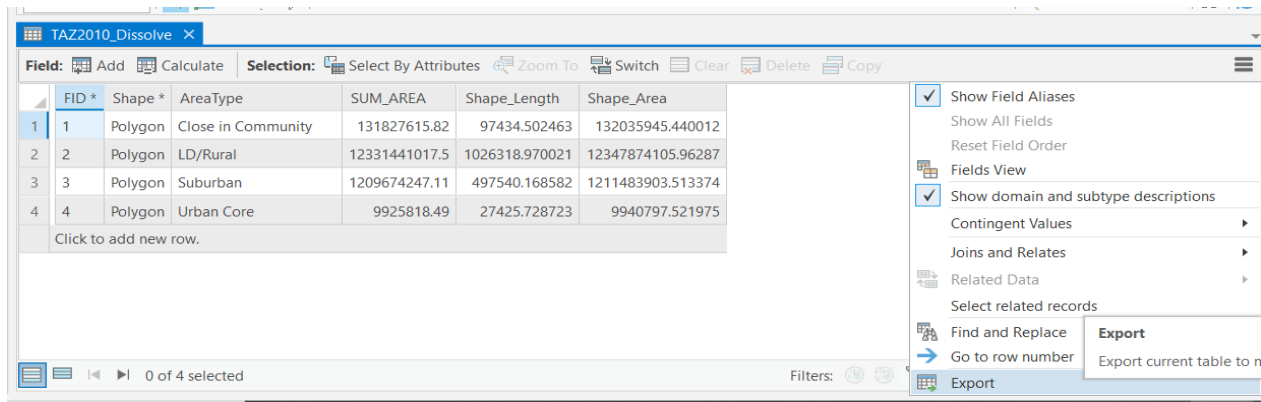 TAZ2010_Dissolve
Field: Add Calculate Selection: Select By Attributes Zoom To Switch Clear Delete Copy
FID * Shape * AreaType SUM_AREA Shape_Length Shape_Area
1 1 Polygon Close in Community 131827615.82 97434.502463 132035945.440012
2 2 Polygon LD/Rural 12331441017.5 1026318.970021 12347874105.96287
3 3 Polygon Suburban 1209674247.11 497540.168582 1211483903.513374
4 4 Polygon Urban Core 9925818.49 27425.728723 9940797.521975
Click to add new row.
0 of 4 selected
Filters:
Show Field Aliases
Show All Fields
Reset Field Order
Fields View
Show domain and subtype descriptions
Contingent Values
Joins and Relates
Related Data
Select related records
Find and Replace
Go to row number
Export
Export
Export current table to